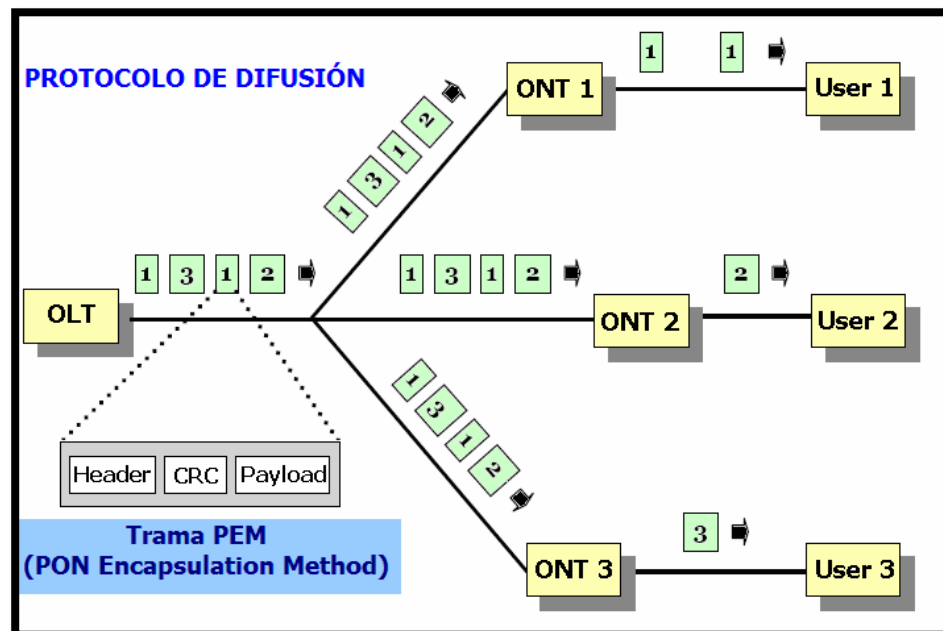 PROTOCOLO DE DIFUSIÓN
1 1
ONT 1
User 1
1 3 1 2
1 3 1 2
OLT
1 3 1 2
ONT 2
2
User 2
1 3 1 2
Header CRC Payload
Trama PEM
(PON Encapsulation Method)
3
ONT 3
User 3